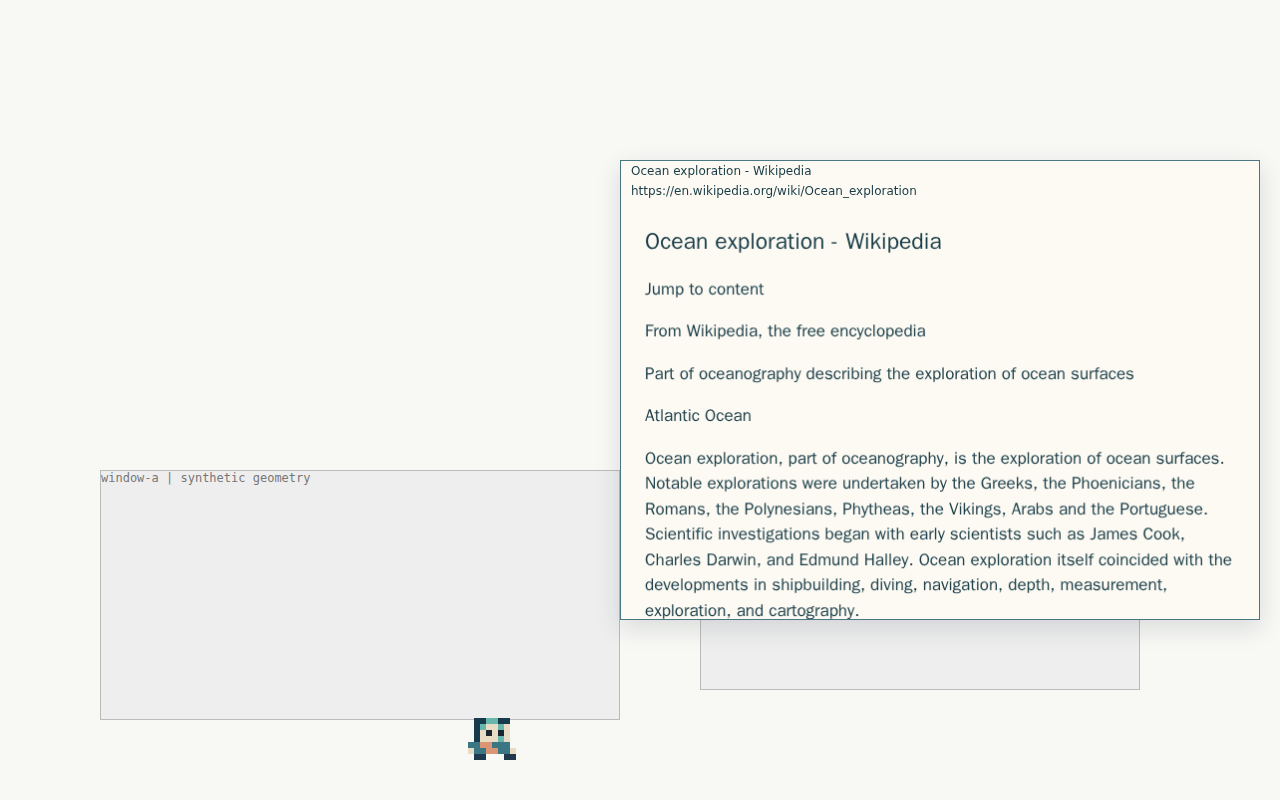 Ocean exploration - Wikipedia
https://en.wikipedia.org/wiki/Ocean_exploration
Ocean exploration - Wikipedia
Jump to content
From Wikipedia, the free encyclopedia
Part of oceanography describing the exploration of ocean surfaces
Atlantic Ocean
Ocean exploration, part of oceanography, is the exploration of ocean surfaces.
Notable explorations were undertaken by the Greeks, the Phoenicians, the
Romans, the Polynesians, Phytheas, the Vikings, Arabs and the Portuguese.
Scientific investigations began with early scientists such as James Cook,
Charles Darwin, and Edmund Halley. Ocean exploration itself coincided with the
developments in shipbuilding, diving, navigation, depth, measurement,
exploration, and cartography.
window-a | synthetic geometry